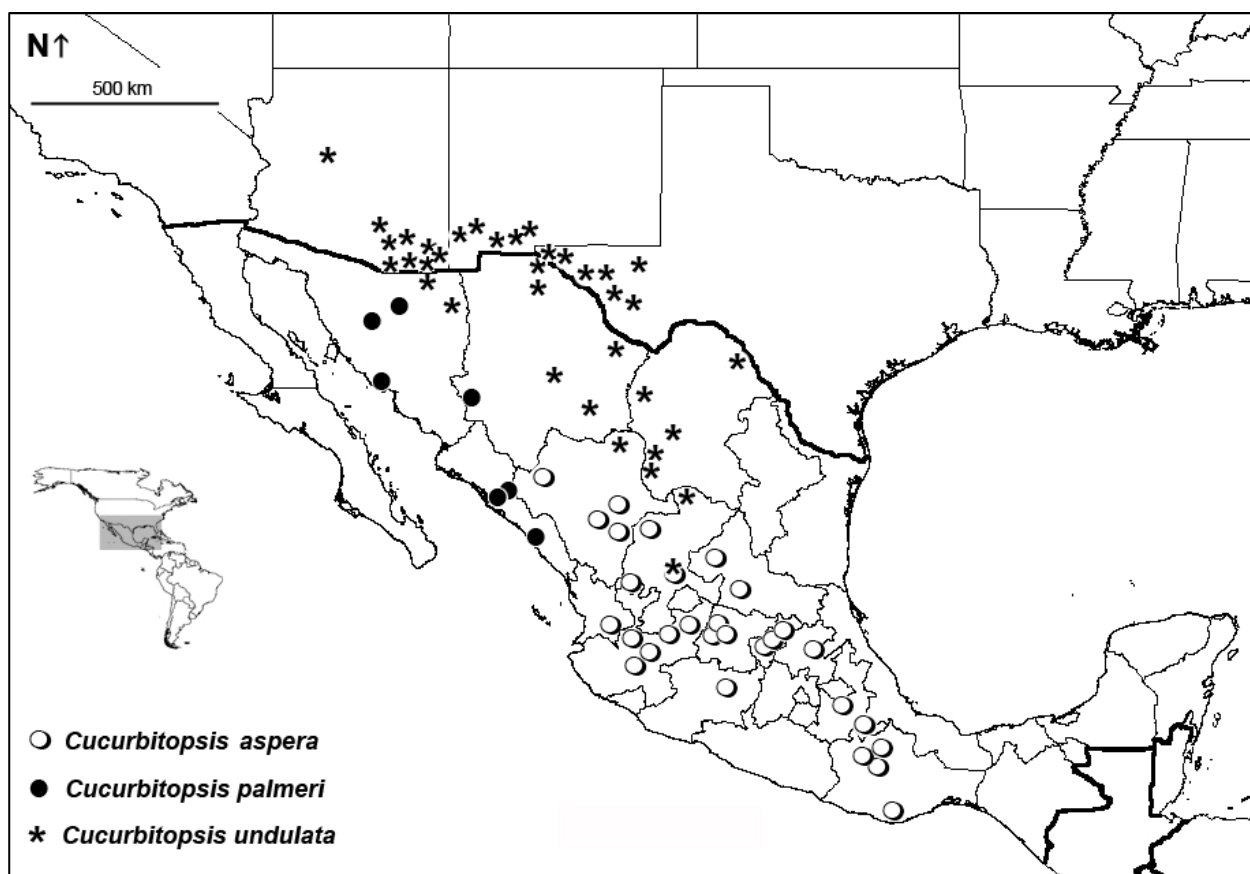 N↑
500 km
Cucurbitopsis aspera
Cucurbitopsis palmeri
Cucurbitopsis undulata